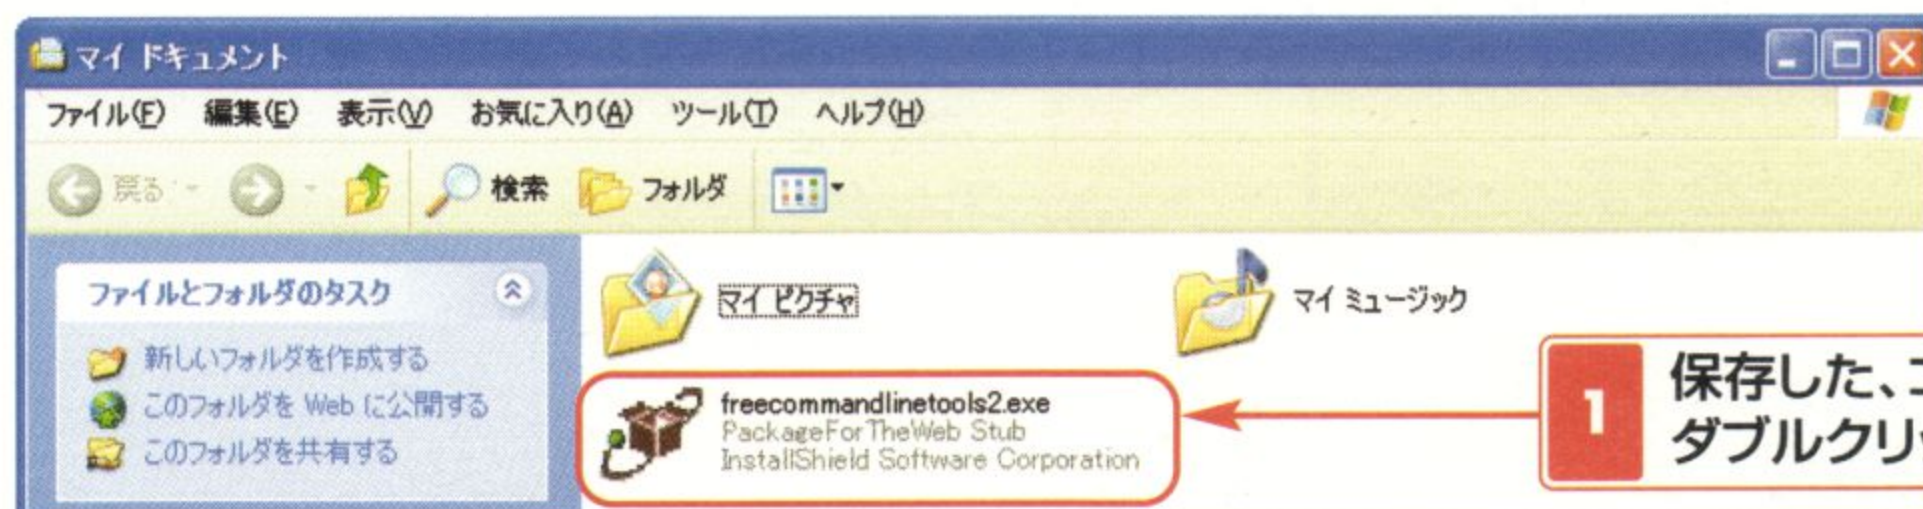 マイ ドキュメント
ファイル(F) 編集(E) 表示(V) お気に入り(A) ツール(T) ヘルプ(H)
戻る 検索 フォルダ
ファイルとフォルダのタスク
新しいフォルダを作成する
このフォルダを Web に公開する
このフォルダを共有する
マイ ピクチャ
マイ ミュージック
freecommandlinetools2.exe
PackageForTheWeb Stub
InstallShield Software Corporation
1
保存した、コ
ダブルクリッ